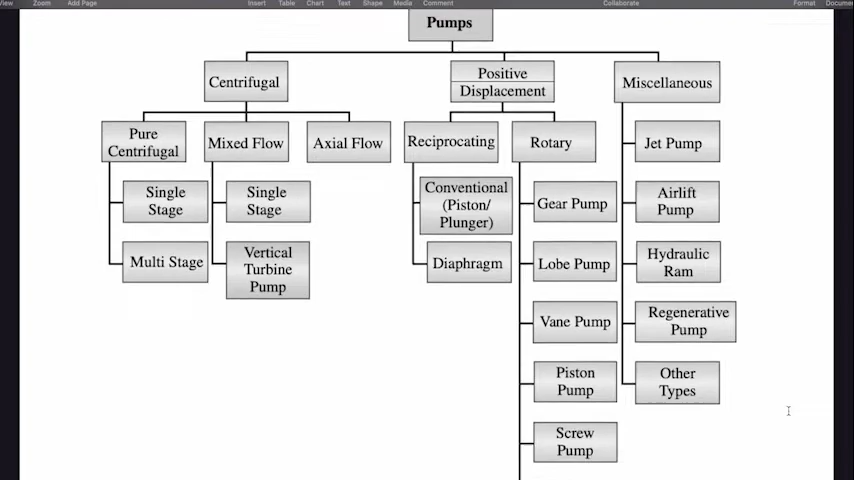 View Zoom Add Page Insert Table Chart Text Shape Media Comment Collaborate Format Docum
Pumps
Centrifugal
Positive
Displacement
Miscellaneous
Pure
Centrifugal
Mixed Flow
Axial Flow
Reciprocating
Rotary
Jet Pump
Single
Stage
Single
Stage
Conventional
(Piston/
Plunger)
Gear Pump
Airlift
Pump
Multi Stage
Vertical
Turbine
Pump
Diaphragm
Lobe Pump
Hydraulic
Ram
Vane Pump
Regenerative
Pump
Piston
Pump
Other
Types
Screw
Pump